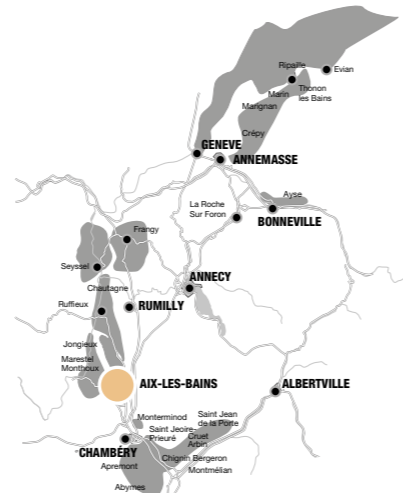 Ripaille
Evian
Marin
Thonon
les Bains
Marignan
Crépy
GENEVE
ANNEMASSE
Ayse
La Roche
Sur Foron
BONNEVILLE
Frangy
Seyssel
ANNECY
Chautagne
Ruffieux
RUMILLY
Jongieux
Marestel
Monthoux
AIX-LES-BAINS
ALBERTVILLE
Monterminod
Saint Jean
de la Porte
Saint Jeoire-
Prieuré
Cruet
Arbin
CHAMBÉRY
Chignin Bergeron
Apremont
Montmélian
Abymes